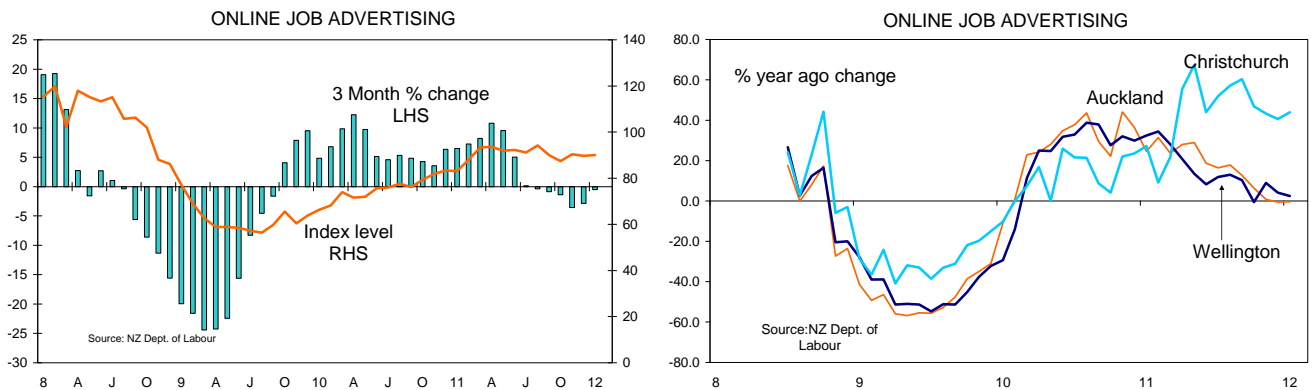 ONLINE JOB ADVERTISING
25
20
15
10
5
0
-5
-10
-15
-20
-25
-30
140
120
100
80
60
40
20
0
3 Month % change
LHS
Index level
RHS
Source: NZ Dept. of Labour
8 A J O 9 A J O 10 A J O 11 A J O 12
ONLINE JOB ADVERTISING
80.0
60.0
40.0
20.0
0.0
-20.0
-40.0
-60.0
-80.0
% year ago change
Christchurch
Auckland
Wellington
Source:NZ Dept. of
Labour
8 9 10 11 12